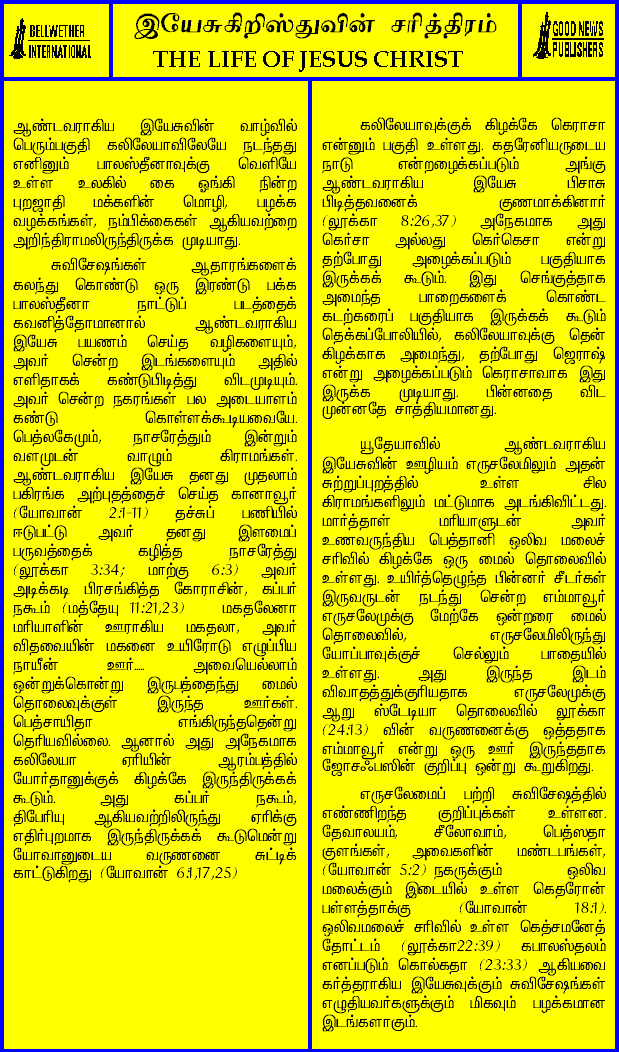 BELLWETHER
INTERNATIONAL
இயேசுகிறிஸ்துவின் சரித்திரம்
THE LIFE OF JESUS CHRIST
GOOD NEWS
PUBLISHERS
ஆண்டவராகிய இயேசுவின் வாழ்வில்
பெரும்பகுதி கலிலேயாவிலேயே நடந்தது
எனினும் பாலஸ்தீனாவுக்கு வெளியே
உள்ள உலகில் கை ஓங்கி நின்ற
புறஜாதி மக்களின் மொழி, பழக்க
வழக்கங்கள், நம்பிக்கைகள் ஆகியவற்றை
அறிந்திராமலிருந்திருக்க முடியாது.
சுவிசேஷங்கள் ஆதாரங்களைக்
கலந்து கொண்டு ஒரு இரண்டு பக்க
பாலஸ்தீனா நாட்டுப் படத்தைக்
கவனித்தோமானால் ஆண்டவராகிய
இயேசு பயணம் செய்த வழிகளையும்,
அவர் சென்ற இடங்களையும் அதில்
எளிதாகக் கண்டுபிடித்து விடமுடியும்.
அவர் சென்ற நகரங்கள் பல அடையாளம்
கண்டு கொள்ளக்கூடியவையே.
பெத்லகேமும், நாசரேத்தும் இன்றும்
வளமுடன் வாழும் கிராமங்கள்.
ஆண்டவராகிய இயேசு தனது முதலாம்
பகிரங்க அற்புதத்தைச் செய்த கானாவூர்
(யோவான் 2:1-11) தச்சுப் பணியில்
ஈடுபட்டு அவர் தனது இளமைப்
பருவத்தைக் கழித்த நாசரேத்து
(லூக்கா 3:34; மாற்கு 6:3) அவர்
அடிக்கடி பிரசங்கித்த கோராசின், கப்பர்
நகூம் (மத்தேயு 11:21,23) மகதலேனா
மரியாளின் ஊராகிய மகதலா, அவர்
விதவையின் மகனை உயிரோடு எழுப்பிய
நாயீன் ஊர்..... அவையெல்லாம்
ஒன்றுக்கொன்று இருபத்தைந்து மைல்
தொலைவுக்குள் இருந்த ஊர்கள்.
பெத்சாயிதா எங்கிருந்ததென்று
தெரியவில்லை. ஆனால் அது அநேகமாக
கலிலேயா ஏரியின் ஆரம்பத்தில்
யோர்தானுக்குக் கிழக்கே இருந்திருக்கக்
கூடும். அது கப்பர் நகூம்,
திபேரியு ஆகியவற்றிலிருந்து ஏரிக்கு
எதிர்புறமாக இருந்திருக்கக் கூடுமென்று
யோவானுடைய வருணனை சுட்டிக்
காட்டுகிறது (யோவான் 6:1,17,25)
கலிலேயாவுக்குக் கிழக்கே கெராசா
என்னும் பகுதி உள்ளது. கதரேனியருடைய
நாடு என்றழைக்கப்படும் அங்கு
ஆண்டவராகிய இயேசு பிசாசு
பிடித்தவனைக் குணமாக்கினார்
(லூக்கா 8:26,37) அநேகமாக அது
கெர்சா அல்லது கெர்கெசா என்று
தற்போது அழைக்கப்படும் பகுதியாக
இருக்கக் கூடும். இது செங்குத்தாக
அமைந்த பாறைகளைக் கொண்ட
கடற்கரைப் பகுதியாக இருக்கக் கூடும்
தெக்கப்போலியில், கலிலேயாவுக்கு தென்
கிழக்காக அமைந்து, தற்போது ஜெராஷ்
என்று அழைக்கப்படும் கெராசாவாக இது
இருக்க முடியாது. பின்னதை விட
முன்னதே சாத்தியமானது.
யூதேயாவில் ஆண்டவராகிய
இயேசுவின் ஊழியம் எருசலேமிலும் அதன்
சுற்றுப்புறத்தில் உள்ள சில
கிராமங்களிலும் மட்டுமாக அடங்கிவிட்டது.
மார்த்தாள் மரியாளுடன் அவர்
உணவருந்திய பெத்தானி ஒலிவ மலைச்
சரிவில் கிழக்கே ஒரு மைல் தொலைவில்
உள்ளது. உயிர்த்தெழுந்த பின்னர் சீடர்கள்
இருவருடன் நடந்து சென்ற எம்மாவூர்
எருசலேமுக்கு மேற்கே ஒன்றரை மைல்
தொலைவில், எருசலேமிலிருந்து
யோப்பாவுக்குச் செல்லும் பாதையில்
உள்ளது. அது இருந்த இடம்
விவாதத்துக்குரியதாக எருசலேமுக்கு
ஆறு ஸ்டேடியா தொலைவில் லூக்கா
(24:13) வின் வருணனைக்கு ஒத்ததாக
எம்மாவூர் என்று ஒரு ஊர் இருந்ததாக
ஜோசஃபஸின் குறிப்பு ஒன்று கூறுகிறது.
எருசலேமைப் பற்றி சுவிசேஷத்தில்
எண்ணிறந்த குறிப்புக்கள் உள்ளன.
தேவாலயம், சீலோவாம், பெத்ஸதா
குளங்கள், அவைகளின் மண்டபங்கள்,
(யோவான் 5:2) நகருக்கும் ஒலிவ
மலைக்கும் இடையில் உள்ள கெதரோன்
பள்ளத்தாக்கு (யோவான் 18:1).
ஒலிவமலைச் சரிவில் உள்ள கெத்சமனேத்
தோட்டம் (லூக்கா22:39) கபாலஸ்தலம்
எனப்படும் கொல்கதா (23:33) ஆகியவை
கர்த்தராகிய இயேசுவுக்கும் சுவிசேஷங்கள்
எழுதியவர்களுக்கும் மிகவும் பழக்கமான
இடங்களாகும்.